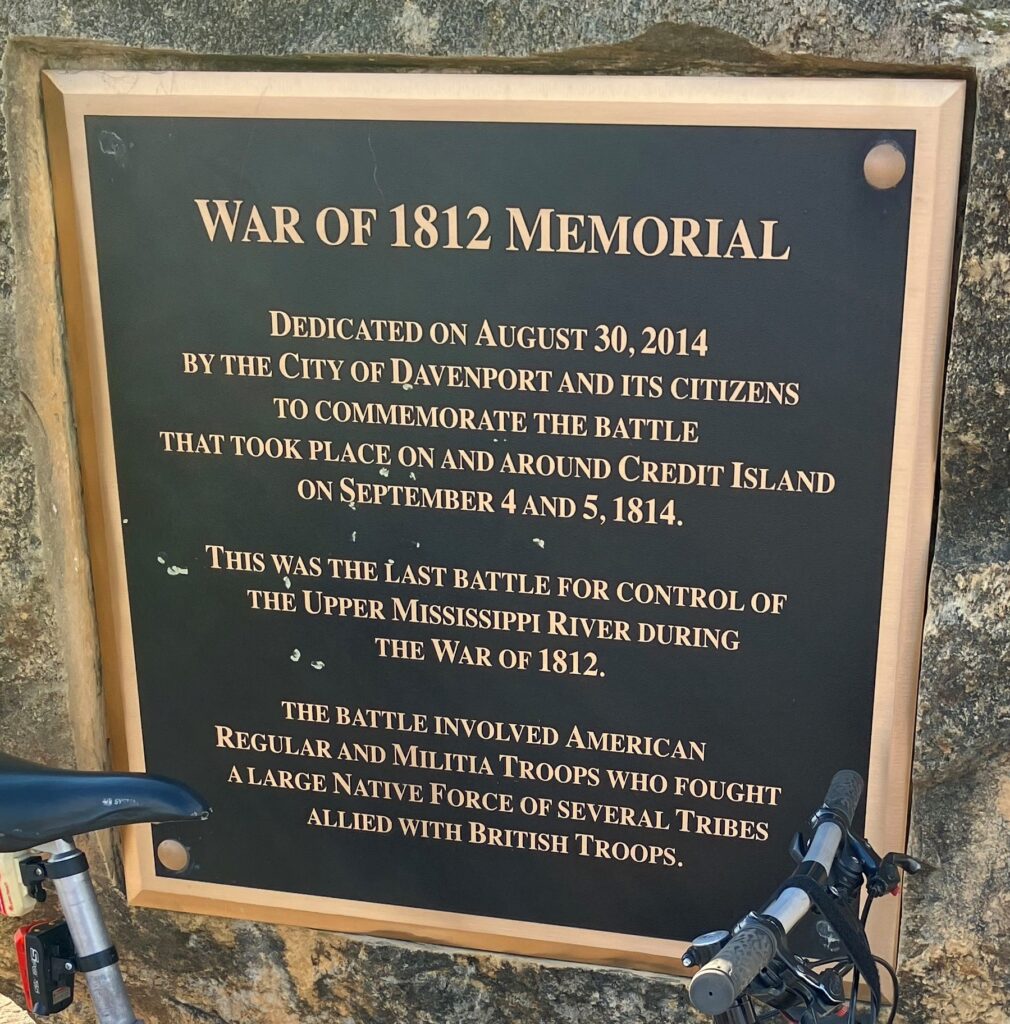 WAR OF 1812 MEMORIAL
DEDICATED ON AUGUST 30, 2014
BY THE CITY OF DAVENPORT AND ITS CITIZENS
TO COMMEMORATE THE BATTLE
THAT TOOK PLACE ON AND AROUND CREDIT ISLAND
ON SEPTEMBER 4 AND 5, 1814.
THIS WAS THE LAST BATTLE FOR CONTROL OF
THE UPPER MISSISSIPPI RIVER DURING
THE WAR OF 1812.
THE BATTLE INVOLVED AMERICAN
REGULAR AND MILITIA TROOPS WHO FOUGHT
A LARGE NATIVE FORCE OF SEVERAL TRIBES
ALLIED WITH BRITISH TROOPS.